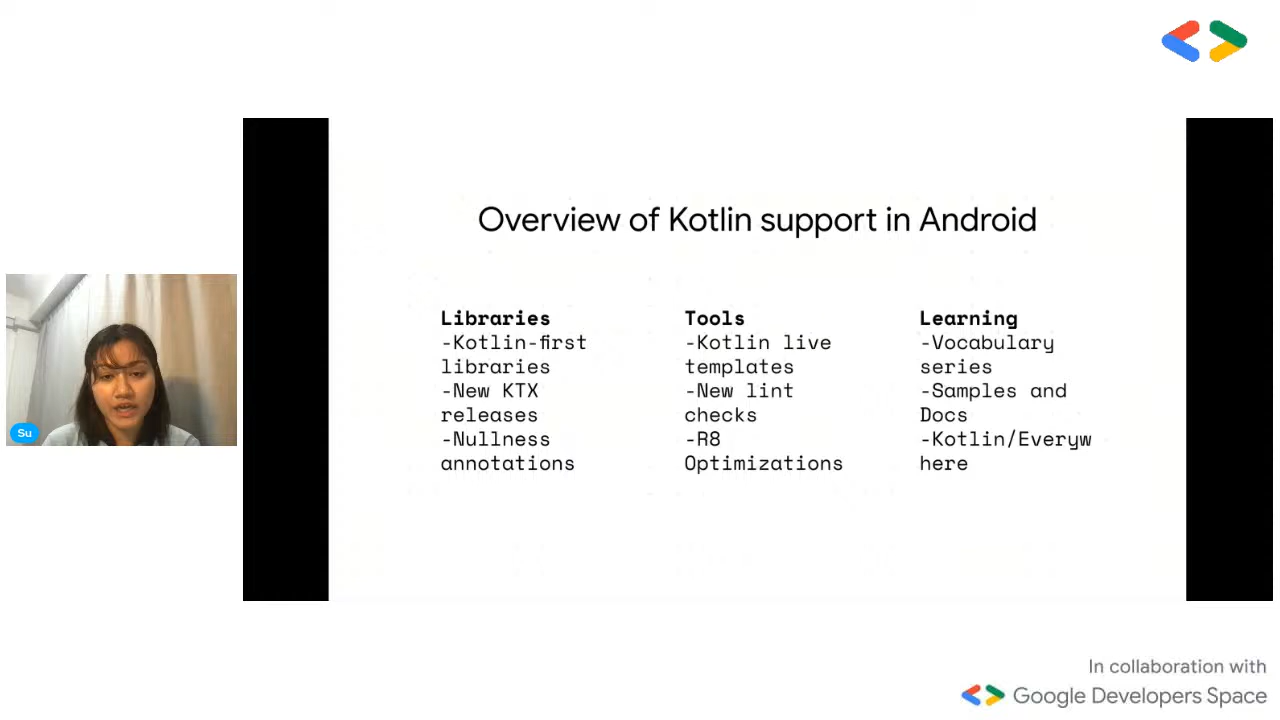 Overview of Kotlin support in Android
Libraries
-Kotlin-first
libraries
-New KTX
releases
-Nullness
annotations
Tools
-Kotlin live
templates
-New lint
checks
-R8
Optimizations
Learning
-Vocabulary
series
-Samples and
Docs
-Kotlin/Everyw
here
Su
In collaboration with
Google Developers Space